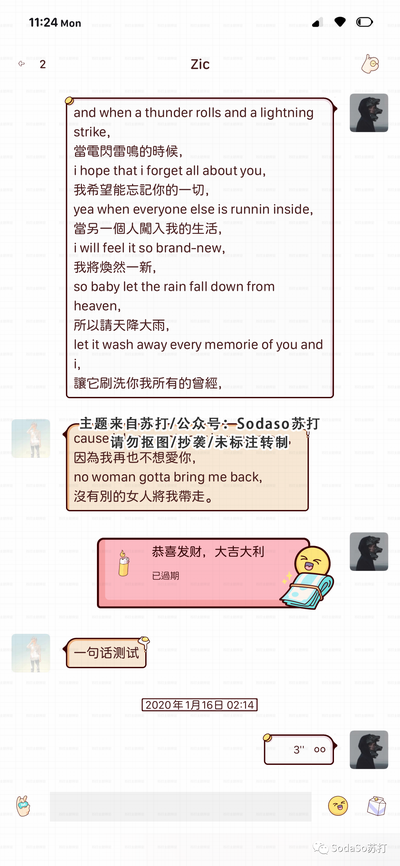 11:24 Mon
2
Zic
and when a thunder rolls and a lightning
strike,
當電閃雷鳴的時候，
i hope that i forget all about you,
我希望能忘記你的一切，
yea when everyone else is runnin inside,
當另一個人闖入我的生活，
i will feel it so brand-new,
我將煥然一新，
so baby let the rain fall down from
heaven,
所以請天降大雨，
let it wash away every memorie of you and
i,
讓它刷洗你我所有的曾經，
主题来自苏打/公众号：Sodaso苏打
请勿抠图/抄袭/未标注转制
cause
因為我再也不想愛你，
no woman gotta bring me back,
沒有別的女人將我帶走。
恭喜发财，大吉大利
已過期
一句话测试
2020年1月16日 02:14
3''
SodaSo苏打